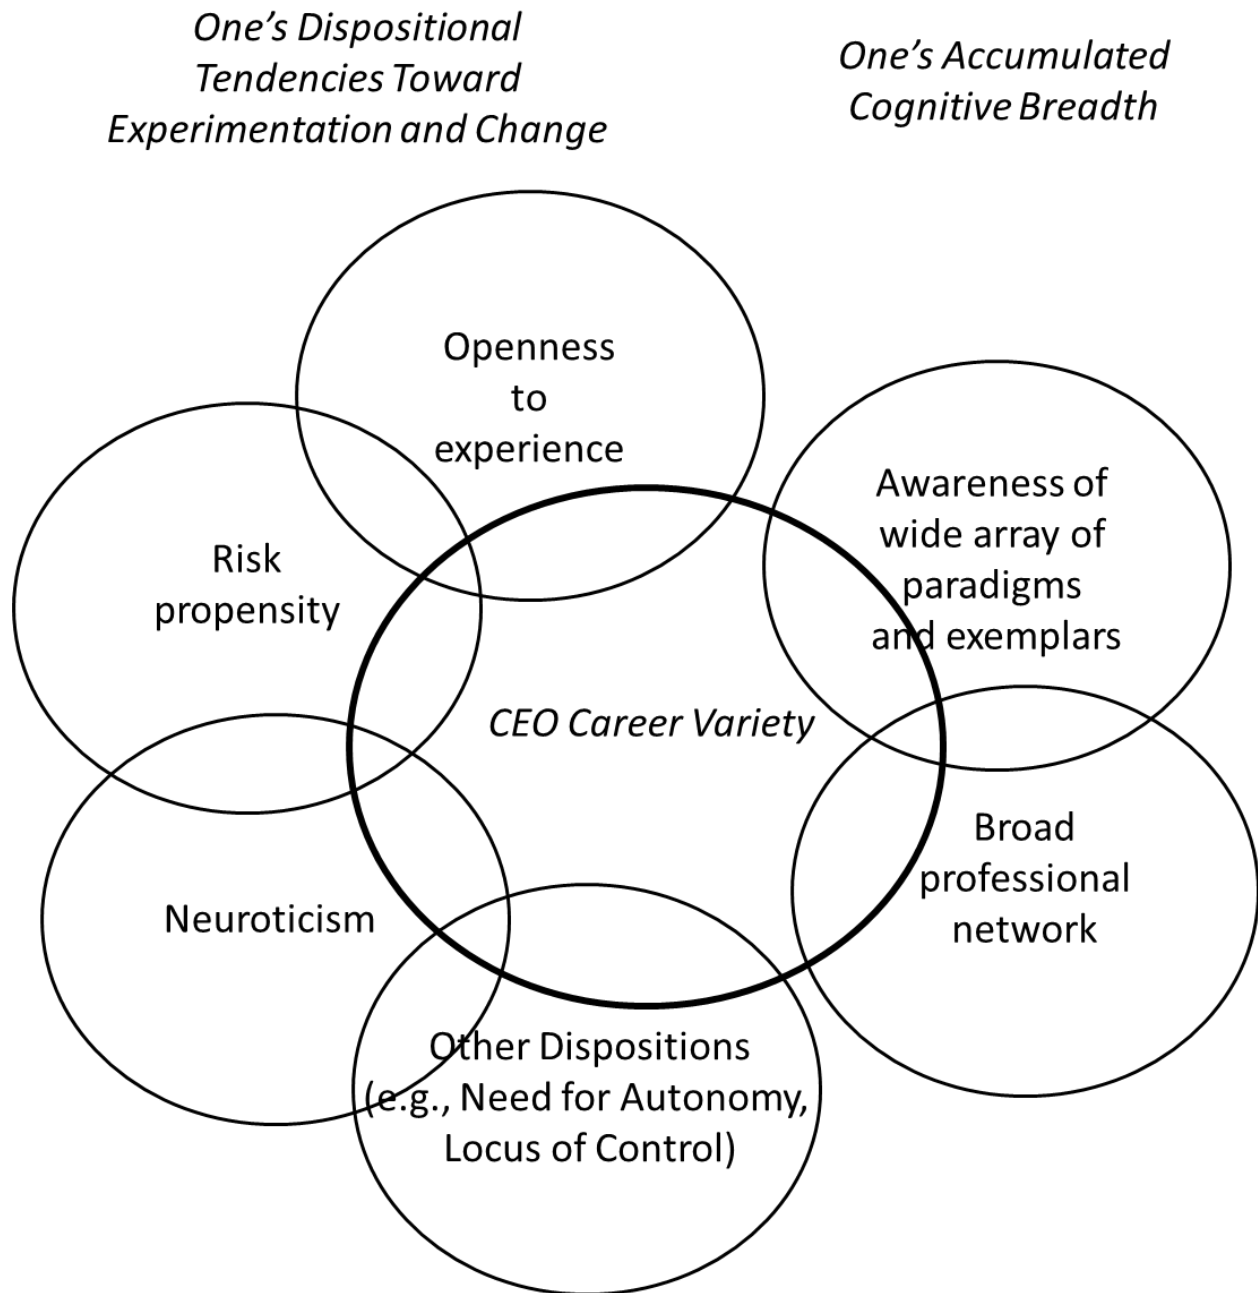 One’s Dispositional
Tendencies Toward
Experimentation and Change
One’s Accumulated
Cognitive Breadth
Openness
to
experience
Awareness of
wide array of
paradigms
and exemplars
Risk
propensity
CEO Career Variety
Broad
professional
network
Neuroticism
Other Dispositions
(e.g., Need for Autonomy,
Locus of Control)